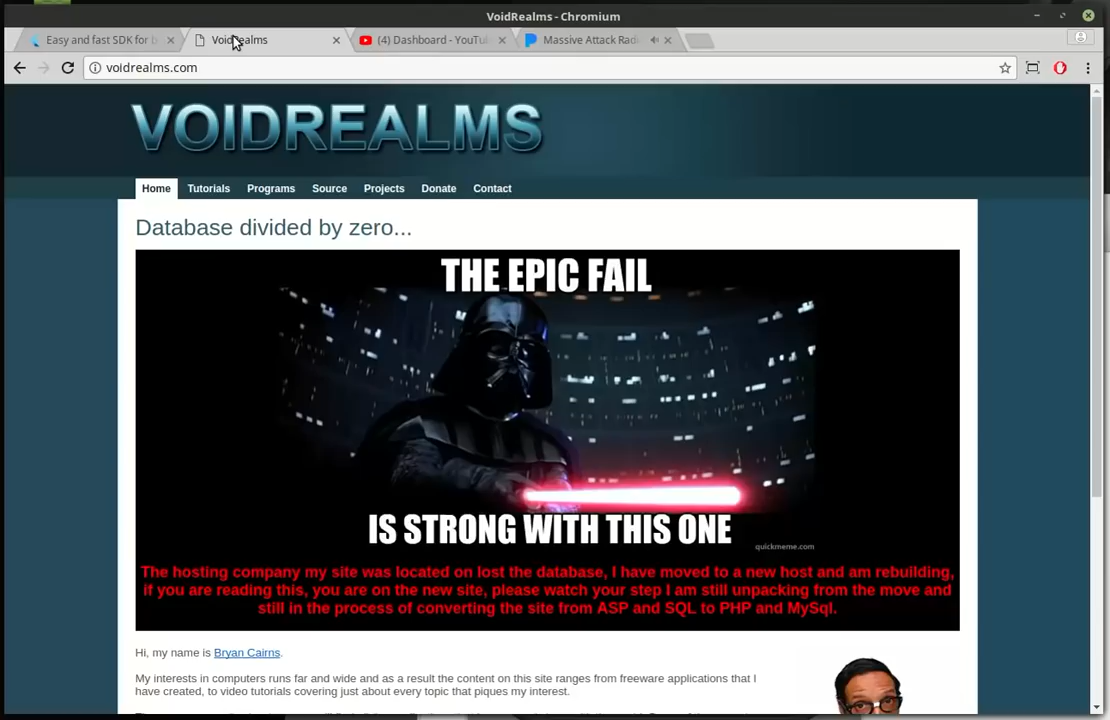 VoidRealms - Chromium
Easy and fast SDK for b
VoidRealms
(4) Dashboard - YouTu
Massive Attack Radi
voidrealms.com
VOIDREALMS
Home Tutorials Programs Source Projects Donate Contact
Database divided by zero...
THE EPIC FAIL
IS STRONG WITH THIS ONE
quickmeme.com
The hosting company my site was located on lost the database, I have moved to a new host and am rebuilding,
if you are reading this, you are on the new site, please watch your step I am still unpacking from the move and
still in the process of converting the site from ASP and SQL to PHP and MySql.
Hi, my name is Bryan Cairns.
My interests in computers runs far and wide and as a result the content on this site ranges from freeware applications that I
have created, to video tutorials covering just about every topic that piques my interest.